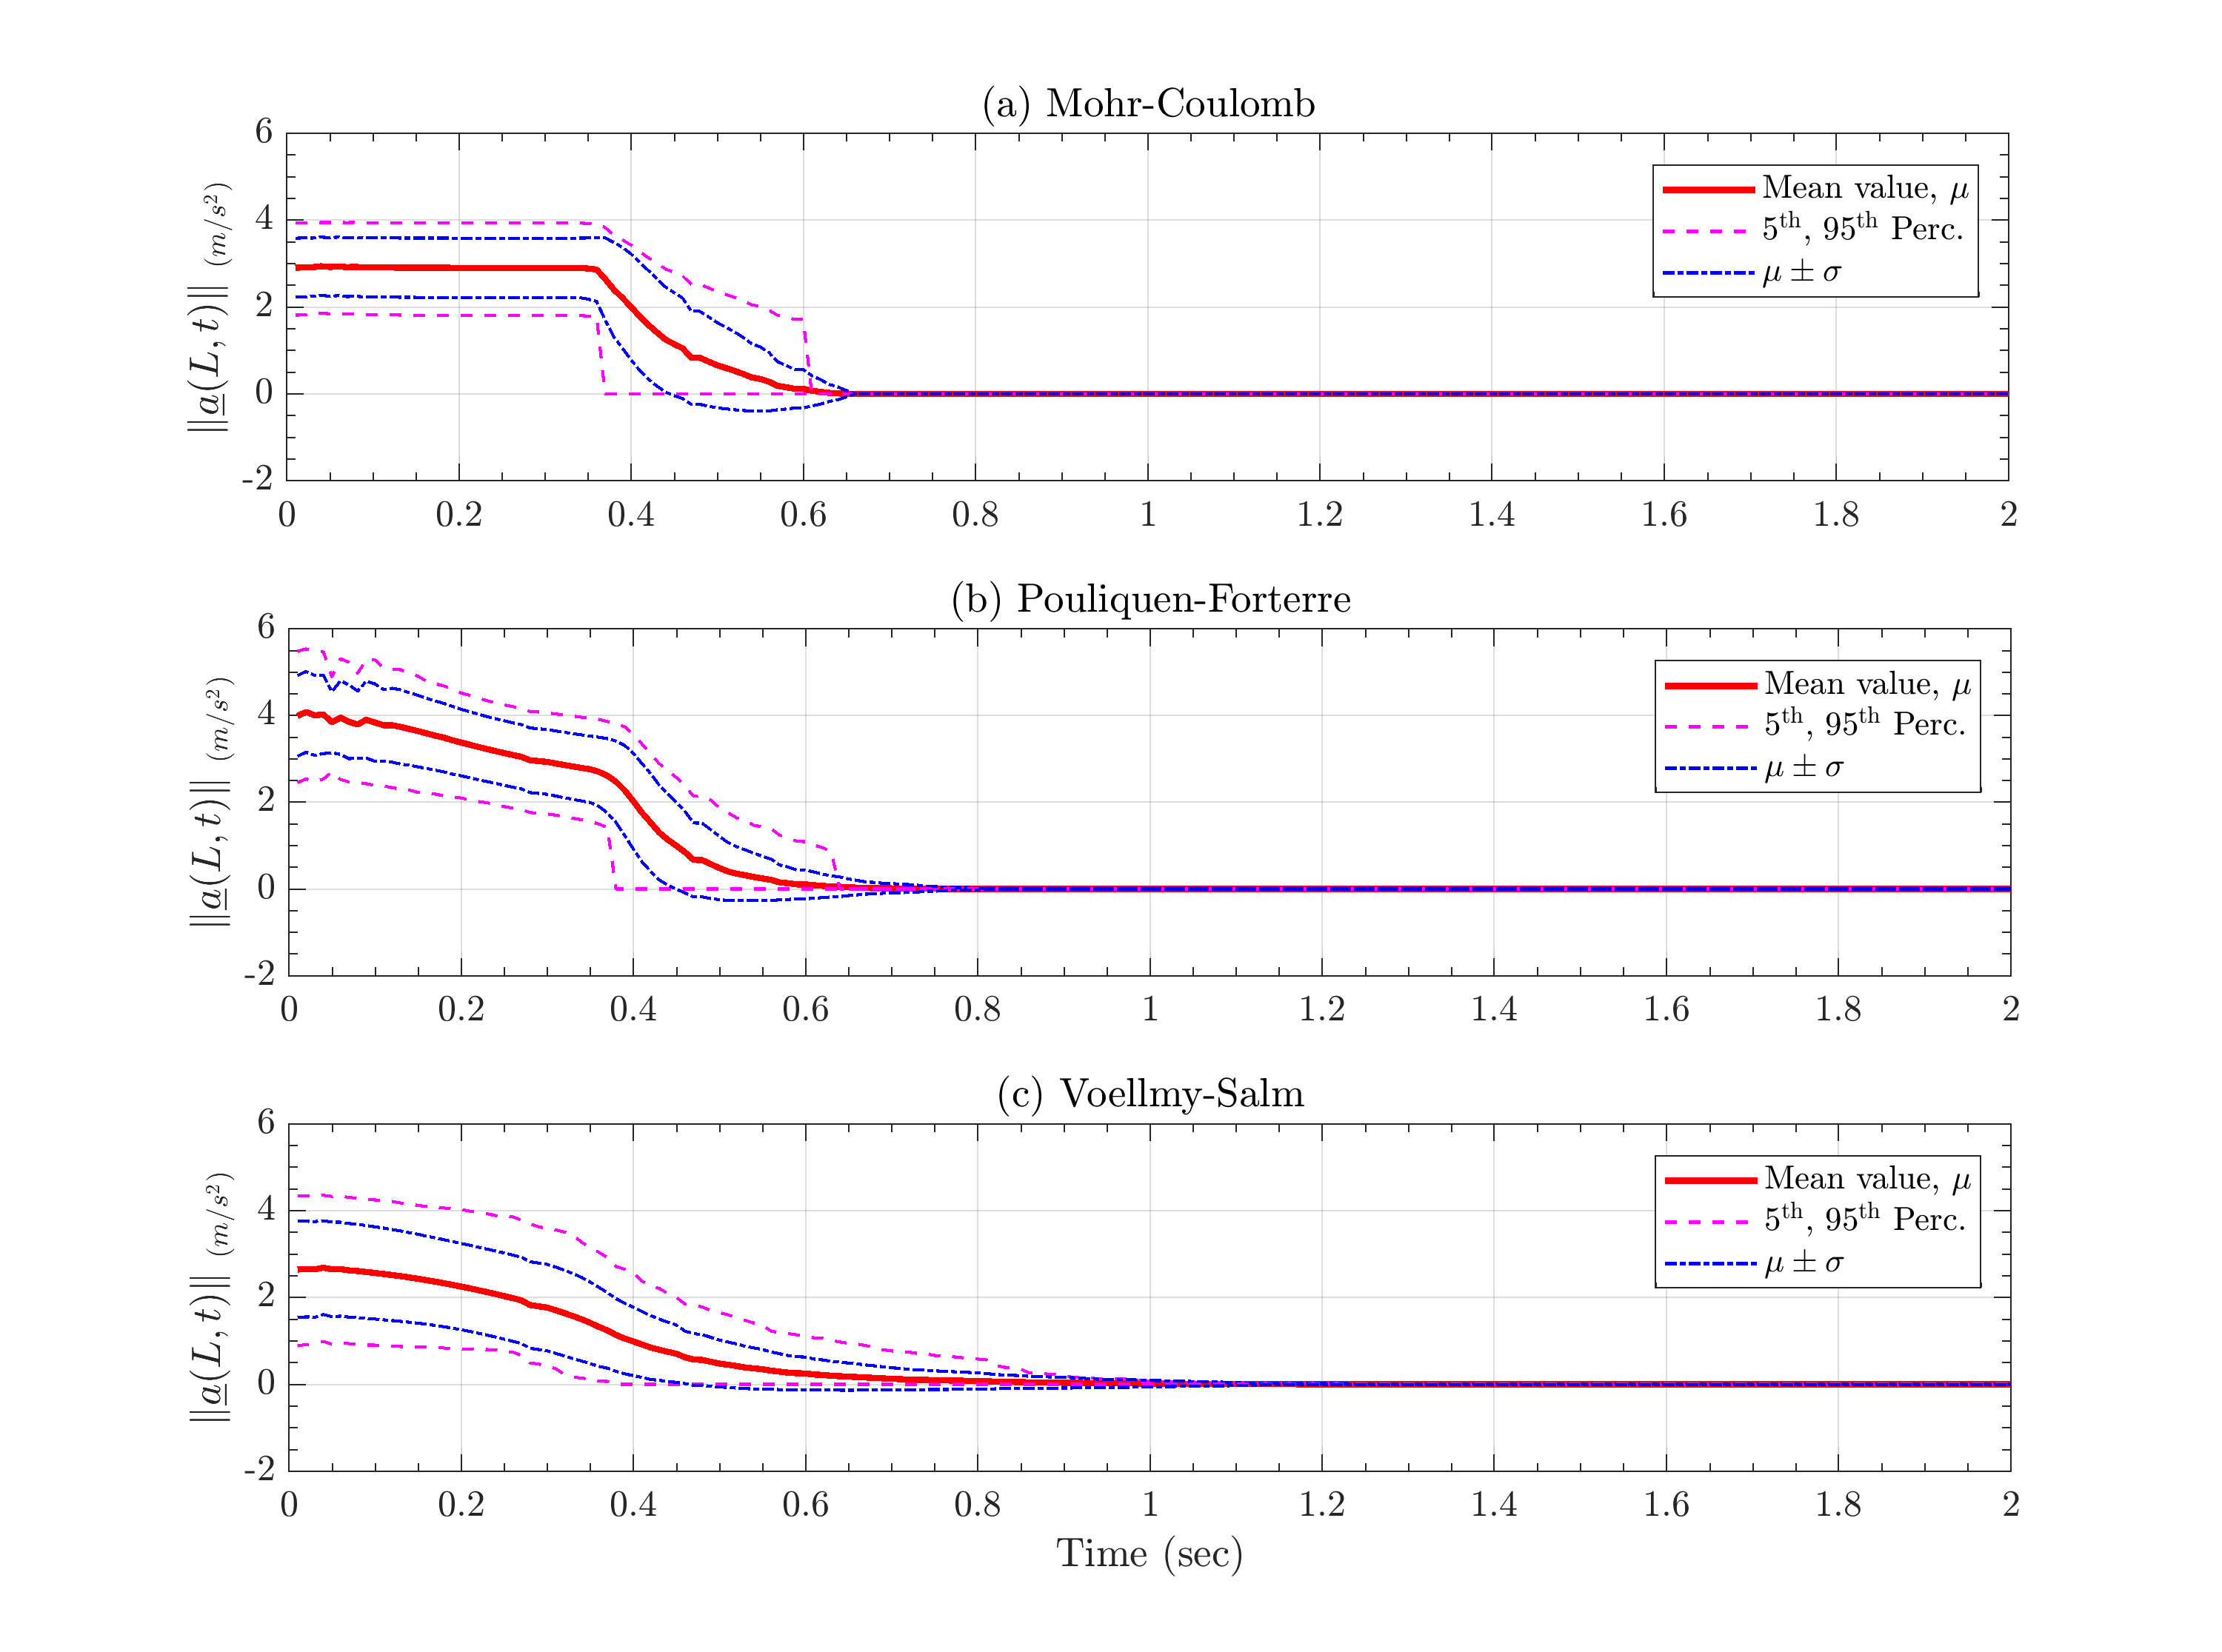 (a) Mohr-Coulomb
||a(L, t)|| (m/s²)
6
4
2
0
-2
Mean value, μ
5th, 95th Perc.
μ ± σ
0 0.2 0.4 0.6 0.8 1 1.2 1.4 1.6 1.8 2
(b) Pouliquen-Forterre
||a(L, t)|| (m/s²)
6
4
2
0
-2
Mean value, μ
5th, 95th Perc.
μ ± σ
0 0.2 0.4 0.6 0.8 1 1.2 1.4 1.6 1.8 2
(c) Voellmy-Salm
||a(L, t)|| (m/s²)
6
4
2
0
-2
Mean value, μ
5th, 95th Perc.
μ ± σ
0 0.2 0.4 0.6 0.8 1 1.2 1.4 1.6 1.8 2
Time (sec)